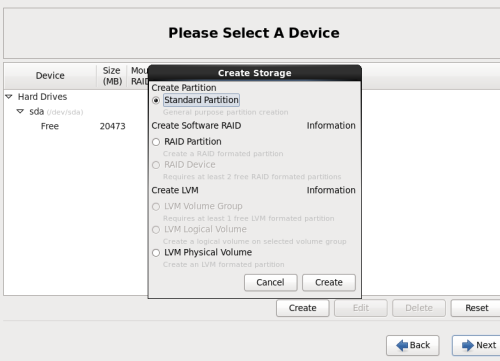 Please Select A Device
Device
Size
(MB)
Mou
RAID
Hard Drives
sda (/dev/sda)
Free 20473
Create Storage
Create Partition
Standard Partition
General purpose partition creation
Create Software RAID Information
RAID Partition
Create a RAID formated partition
RAID Device
Requires at least 2 free RAID formated partitions
Create LVM Information
LVM Volume Group
Requires at least 1 free LVM formated partition
LVM Logical Volume
Create a logical volume on selected volume group
LVM Physical Volume
Create an LVM formated partition
Cancel Create
Create Edit Delete Reset
Back Next